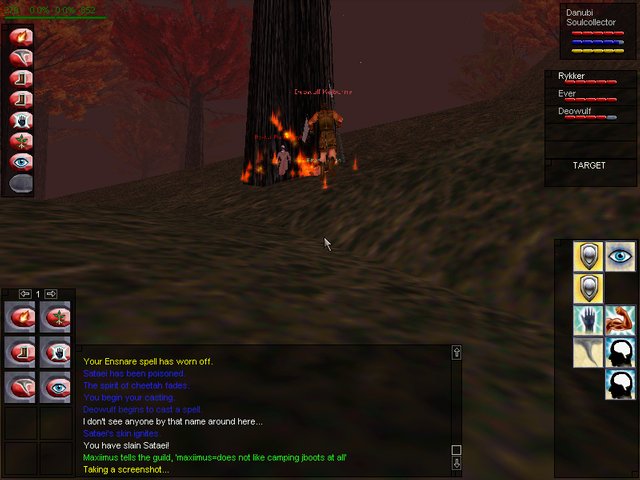 Danubi
Soulcollector
Rykker
Ever
Deowulf
TARGET
1
Your Ensnare spell has worn off.
Sataei has been poisoned.
The spirit of cheetah fades.
You begin your casting.
Deowulf begins to cast a spell.
I don't see anyone by that name around here...
Sataei's skin ignites.
You have slain Sataei!
Maxiimus tells the guild, 'maxiimus=does not like camping jboots at all'
Taking a screenshot...